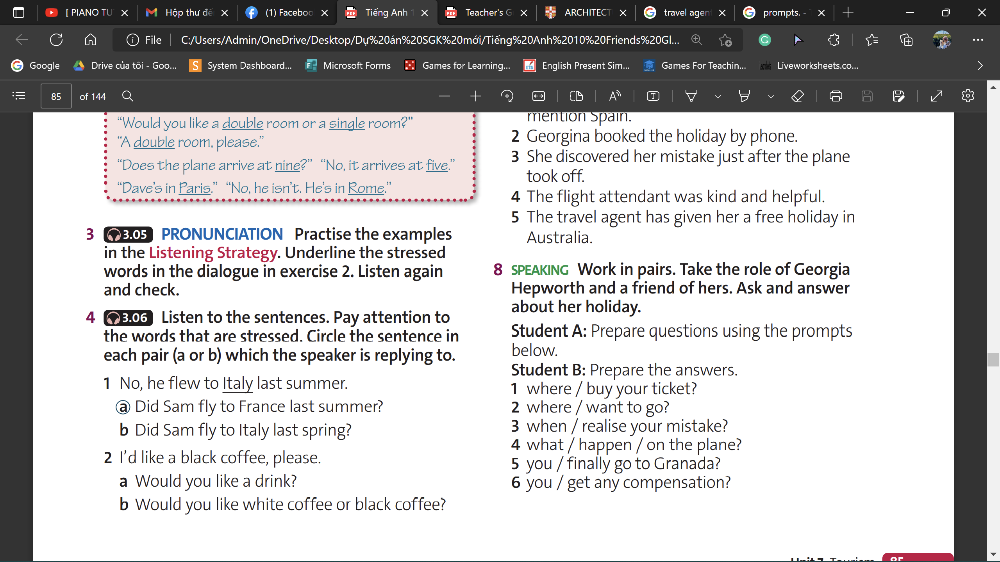 [ PIANO TU
Hộp thư đế
(1) Faceboo
Tiếng Anh 1
Teacher's G
ARCHITECT
travel agen
prompts. -
File
C:/Users/Admin/OneDrive/Desktop/Dự%20án%20SGK%20mới/Tiếng%20Anh%2010%20Friends%20Gl...
Google
Drive của tôi - Goo...
System Dashboard...
Microsoft Forms
Games for Learning...
English Present Sim...
Games For Teachin...
Liveworksheets.co...
85 of 144
“Would you like a double room or a single room?”
“A double room, please.”
“Does the plane arrive at nine?” “No, it arrives at five.”
“Dave’s in Paris.” “No, he isn’t. He’s in Rome.”
3 3.05 PRONUNCIATION Practise the examples
in the Listening Strategy. Underline the stressed
words in the dialogue in exercise 2. Listen again
and check.
4 3.06 Listen to the sentences. Pay attention to
the words that are stressed. Circle the sentence in
each pair (a or b) which the speaker is replying to.
1 No, he flew to Italy last summer.
a Did Sam fly to France last summer?
b Did Sam fly to Italy last spring?
2 I’d like a black coffee, please.
a Would you like a drink?
b Would you like white coffee or black coffee?
mention Spain.
2 Georgina booked the holiday by phone.
3 She discovered her mistake just after the plane
took off.
4 The flight attendant was kind and helpful.
5 The travel agent has given her a free holiday in
Australia.
8 SPEAKING Work in pairs. Take the role of Georgia
Hepworth and a friend of hers. Ask and answer
about her holiday.
Student A: Prepare questions using the prompts
below.
Student B: Prepare the answers.
1 where / buy your ticket?
2 where / want to go?
3 when / realise your mistake?
4 what / happen / on the plane?
5 you / finally go to Granada?
6 you / get any compensation?
Unit 7 Tourism 85